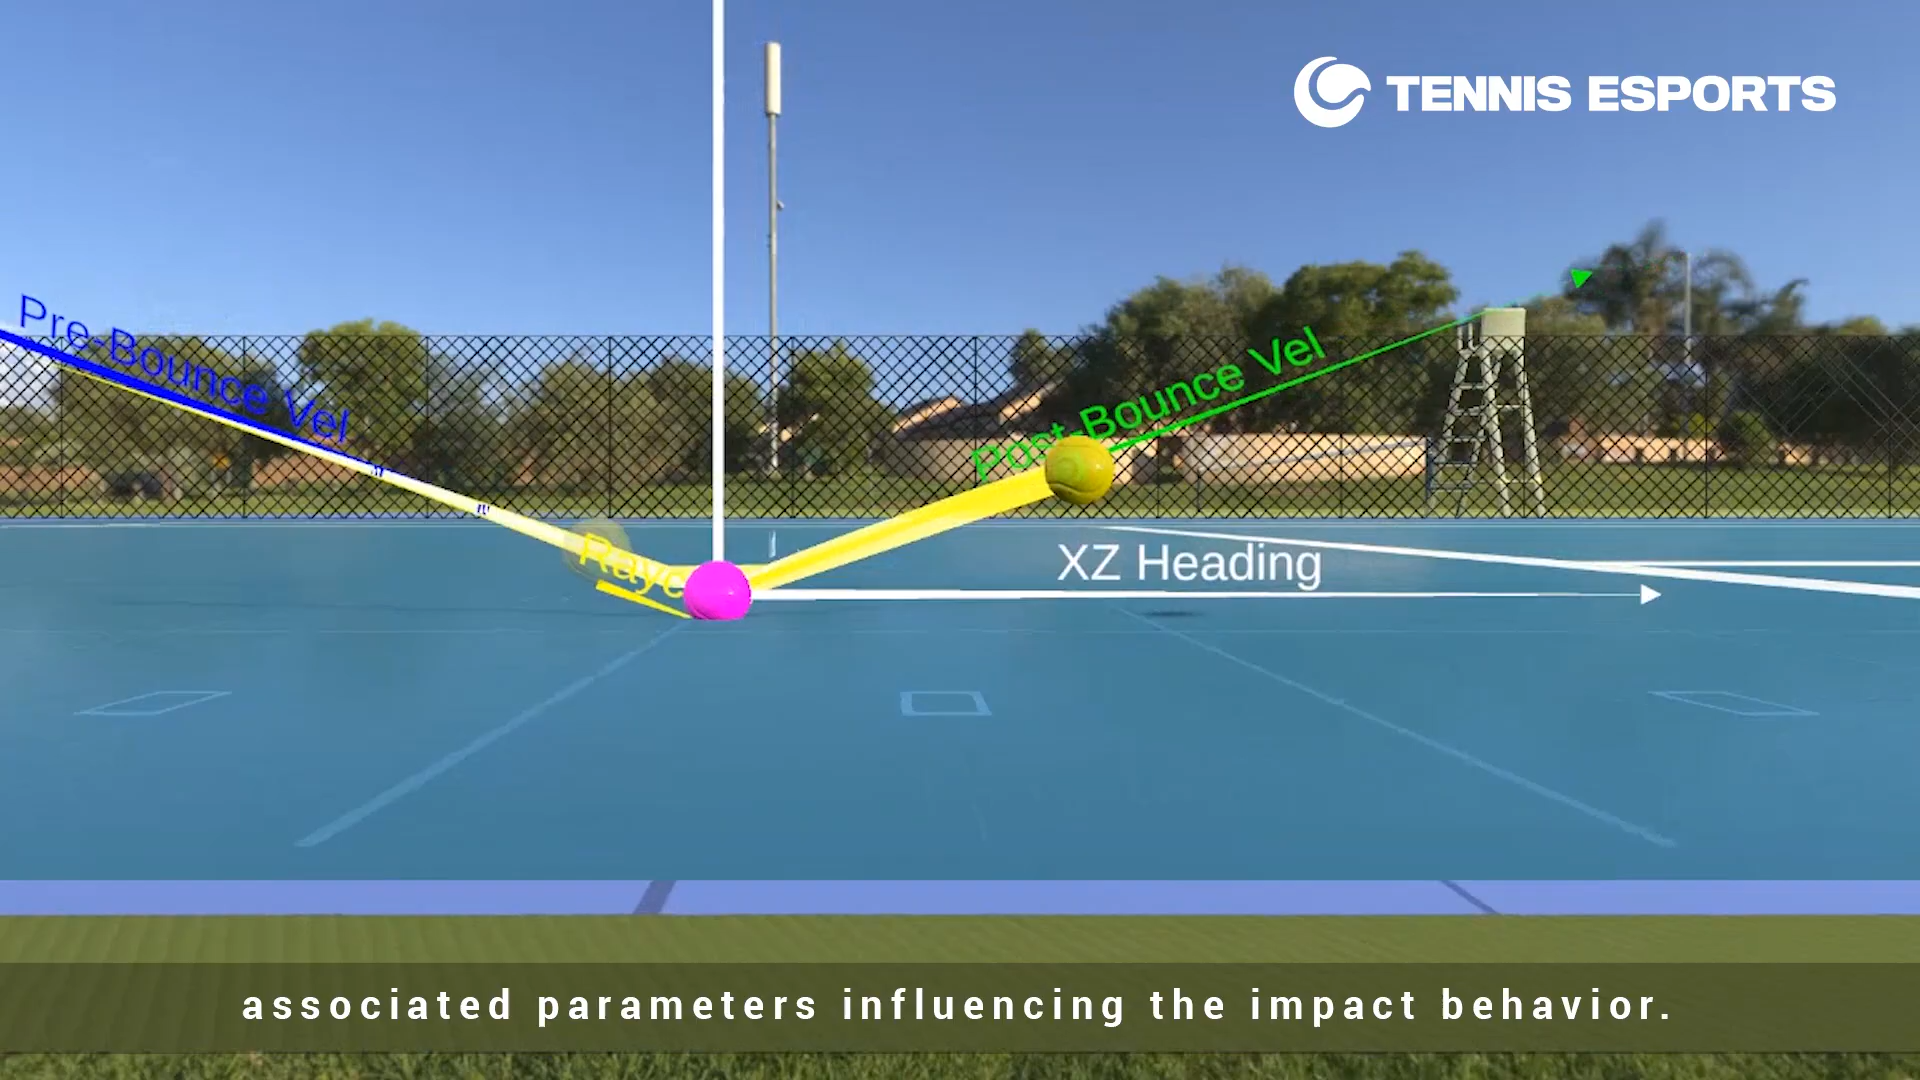 TENNIS ESPORTS
Pre-Bounce Vel
Post-Bounce Vel
XZ Heading
associated parameters influencing the impact behavior.